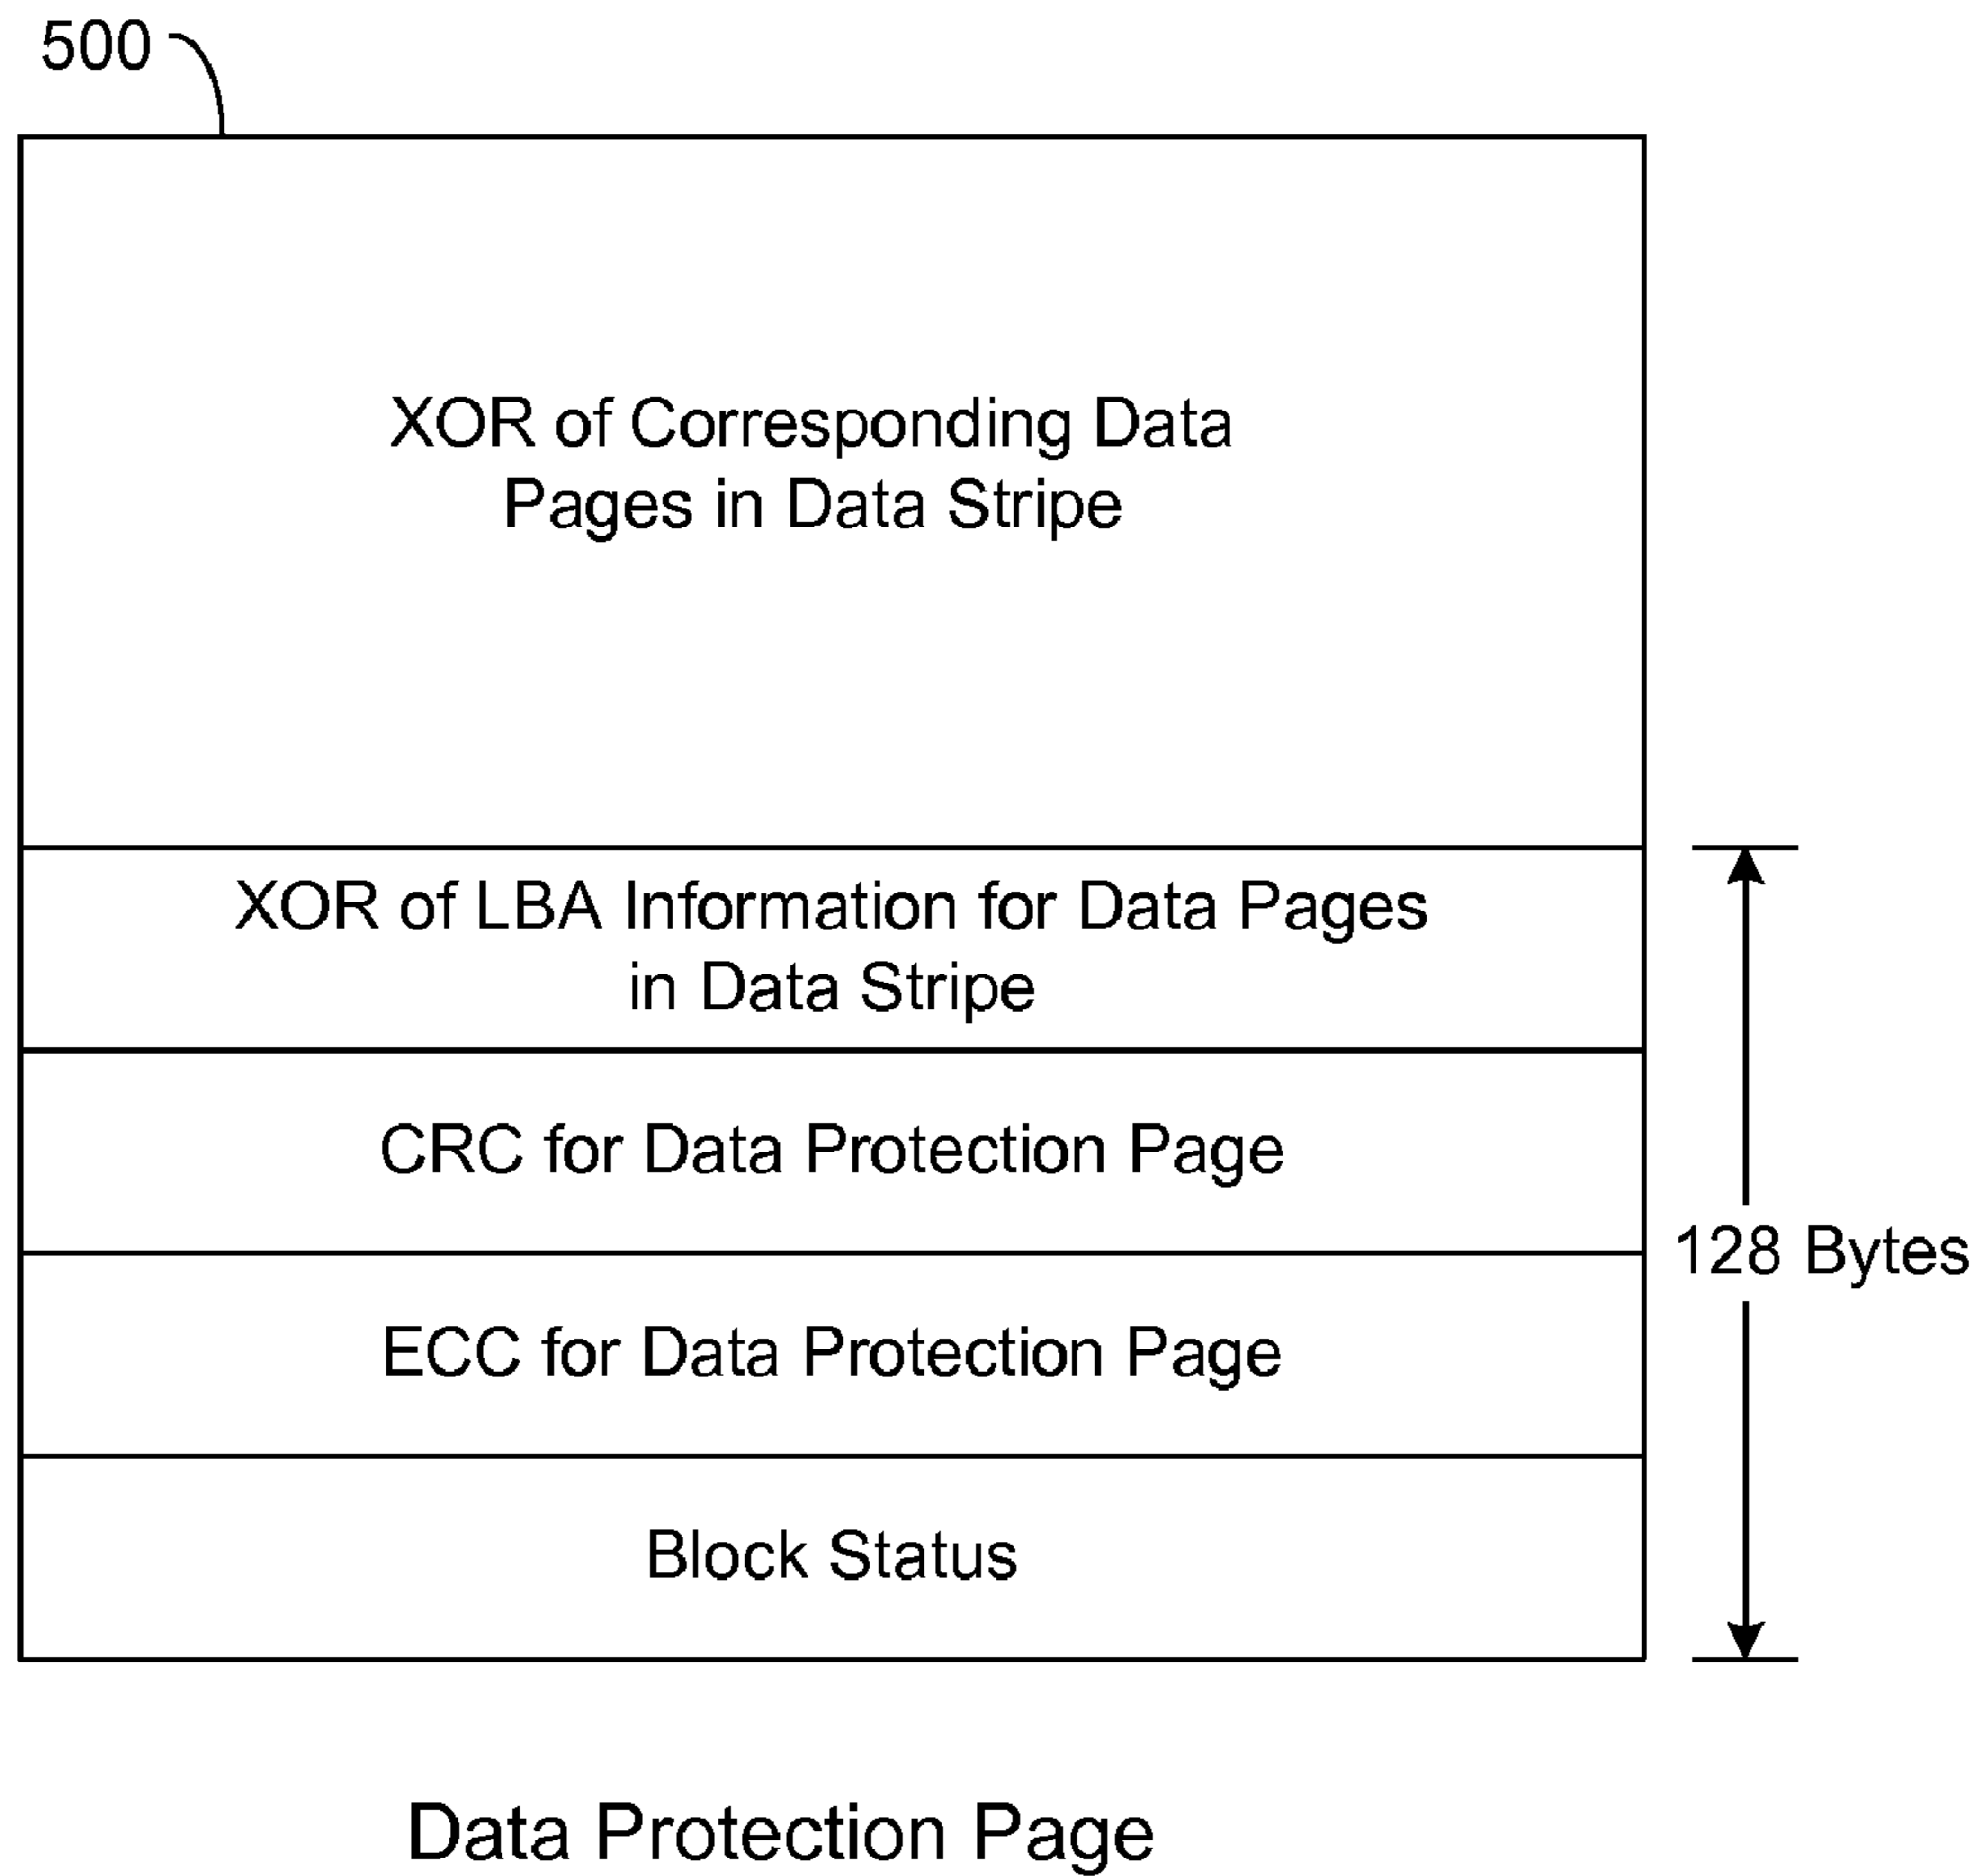 500
XOR of Corresponding Data
Pages in Data Stripe
XOR of LBA Information for Data Pages
in Data Stripe
CRC for Data Protection Page
128 Bytes
ECC for Data Protection Page
Block Status
Data Protection Page